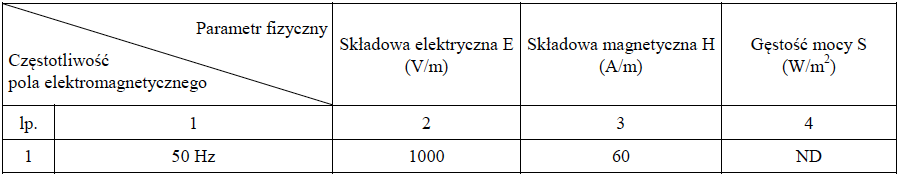 Parametr fizyczny
Częstotliwość
pola elektromagnetycznego
Składowa elektryczna E
(V/m)
Składowa magnetyczna H
(A/m)
Gęstość mocy S
(W/m²)
lp. 1 2 3 4
1 50 Hz 1000 60 ND